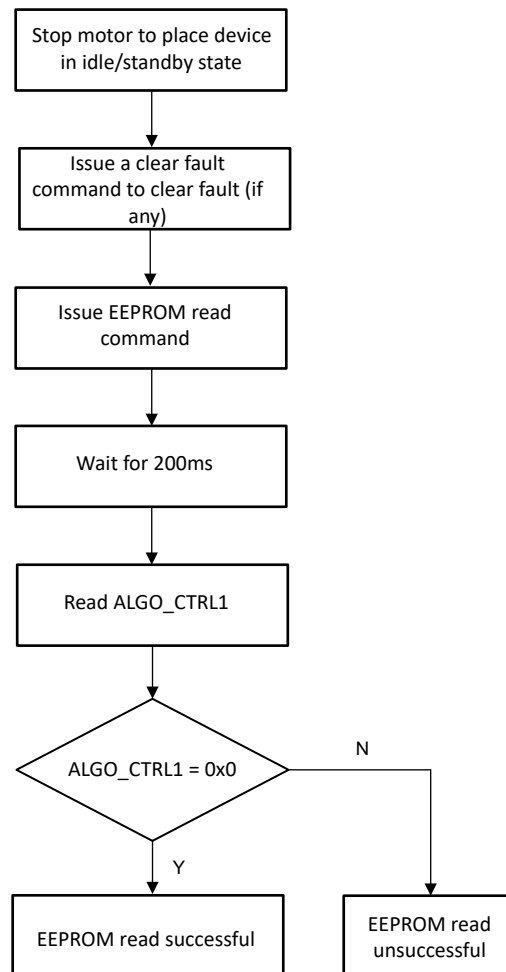 Stop motor to place device
in idle/standby state
Issue a clear fault
command to clear fault (if
any)
Issue EEPROM read
command
Wait for 200ms
Read ALGO_CTRL1
ALGO_CTRL1 = 0x0
N
Y
EEPROM read successful
EEPROM read
unsuccessful